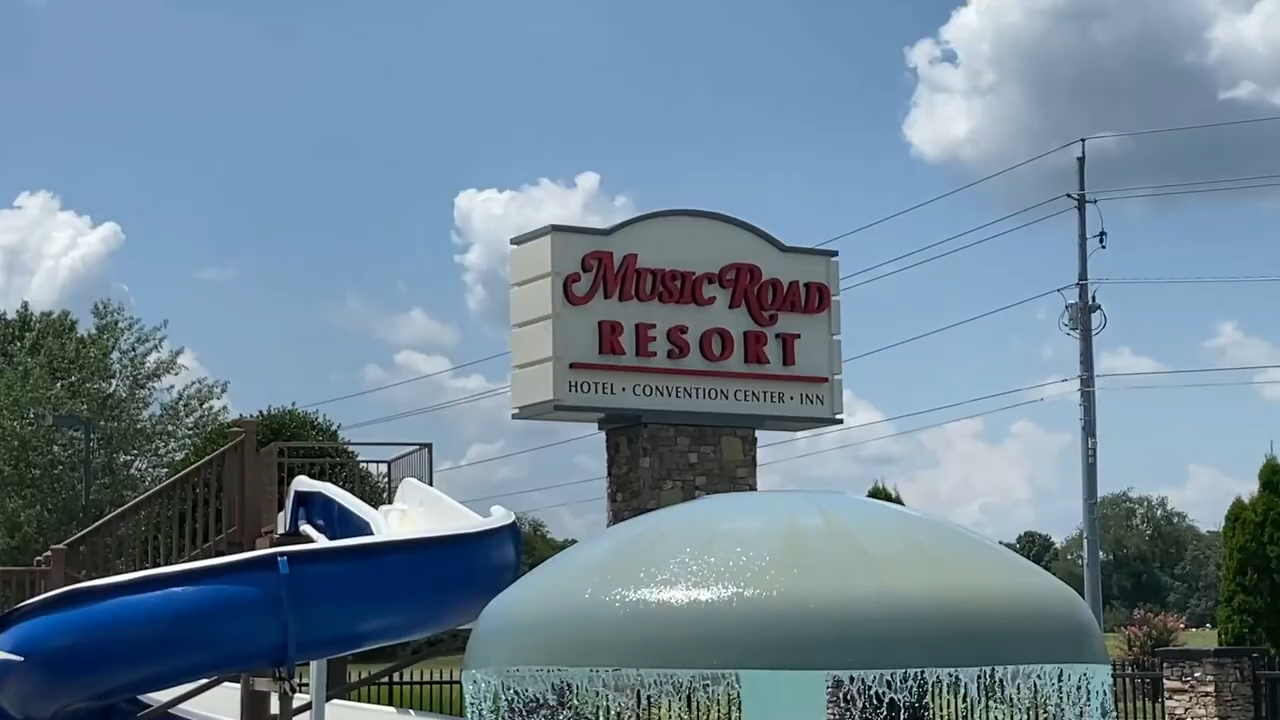 Music Road
RESORT
HOTEL • CONVENTION CENTER • INN